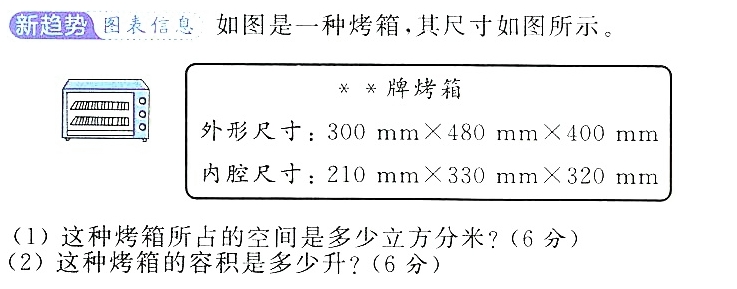 新趋势 图表信息 如图是一种烤箱,其尺寸如图所示。
* *牌烤箱
外形尺寸:300 mm×480 mm×400 mm
内腔尺寸:210 mm×330 mm×320 mm
(1) 这种烤箱所占的空间是多少立方分米?(6 分)
(2) 这种烤箱的容积是多少升?(6 分)